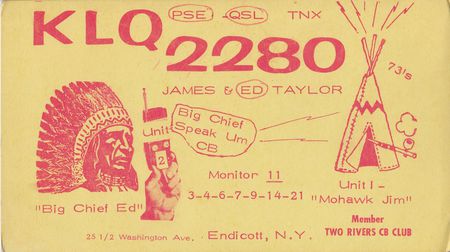 PSE QSL TNX
KLQ
2280
73's
JAMES & ED TAYLOR
Big Chief
Speak Um
CB
Unit
2
Monitor 11
3-4-6-7-9-14-21
"Big Chief Ed"
Unit 1 -
"Mohawk Jim"
Member
TWO RIVERS CB CLUB
25 1/2 Washington Ave. Endicott, N.Y.